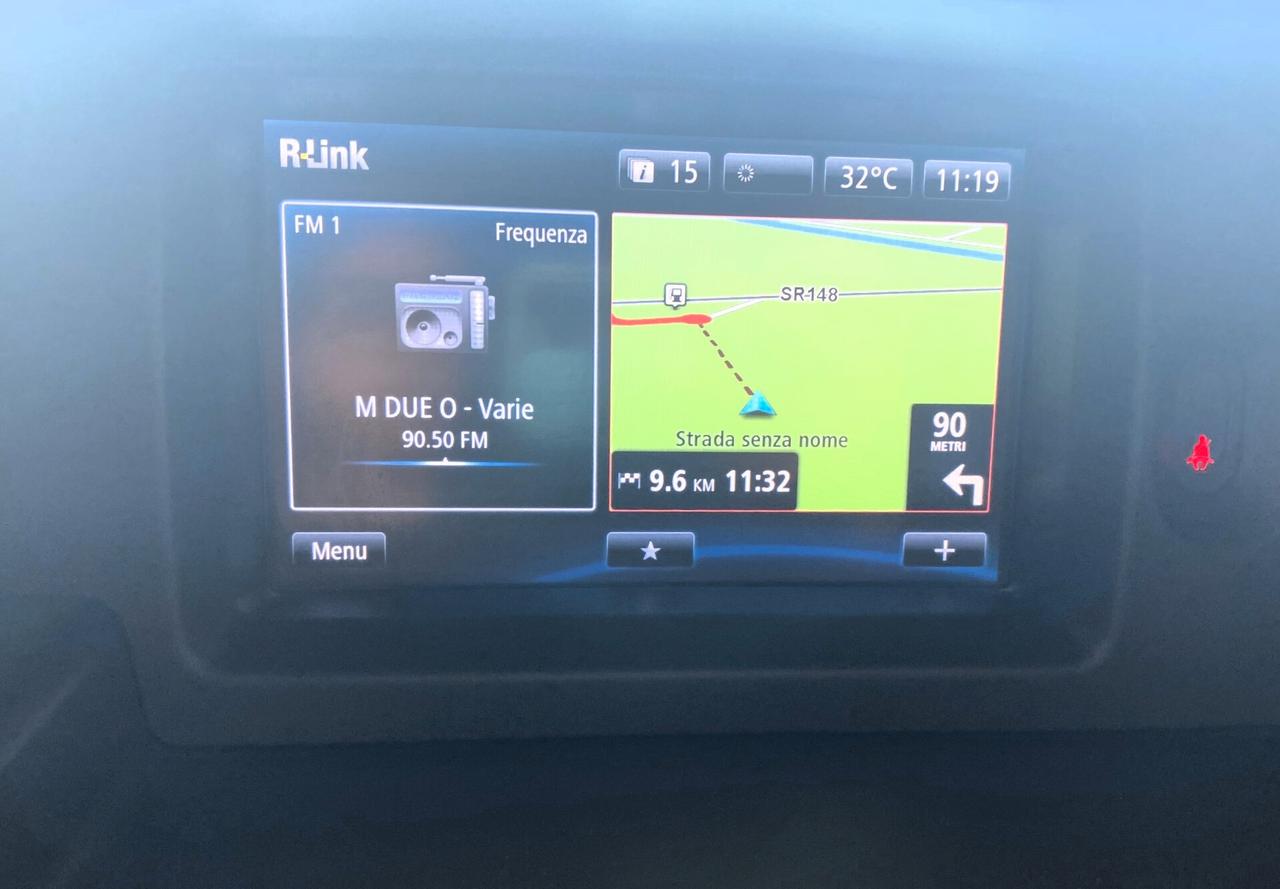 R-Link
15
32°C
11:19
FM 1
Frequenza
M DUE O - Varie
90.50 FM
SR148
Strada senza nome
90
METRI
9.6 KM 11:32
Menu